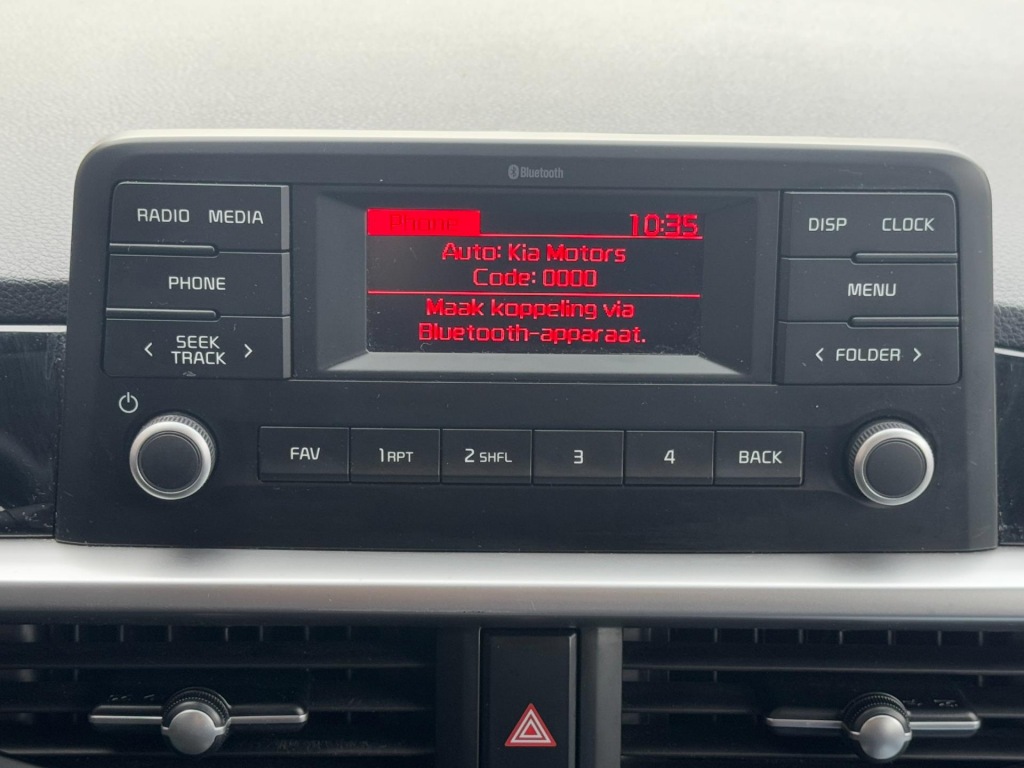 Bluetooth
RADIO MEDIA
PHONE
SEEK
TRACK
Phone 10:35
Auto: Kia Motors
Code: 0000
Maak koppeling via
Bluetooth-apparaat.
DISP CLOCK
MENU
FOLDER
FAV 1 RPT 2 SHFL 3 4 BACK